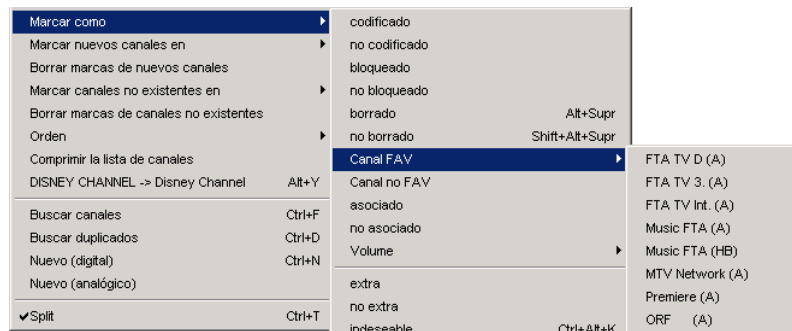 Marcar como
Marcar nuevos canales en
Borrar marcas de nuevos canales
Marcar canales no existentes en
Borrar marcas de canales no existentes
Orden
Comprimir la lista de canales
DISNEY CHANNEL -> Disney Channel Alt+Y
Buscar canales Ctrl+F
Buscar duplicados Ctrl+D
Nuevo (digital) Ctrl+N
Nuevo (analógico)
✓Split Ctrl+T
codificado
no codificado
bloqueado
no bloqueado
borrado Alt+Supr
no borrado Shift+Alt+Supr
Canal FAV
Canal no FAV
asociado
no asociado
Volume
extra
no extra
indeseable Ctrl+Alt+K
FTA TV D (A)
FTA TV 3. (A)
FTA TV Int. (A)
Music FTA (A)
Music FTA (HB)
MTV Network (A)
Premiere (A)
ORF (A)